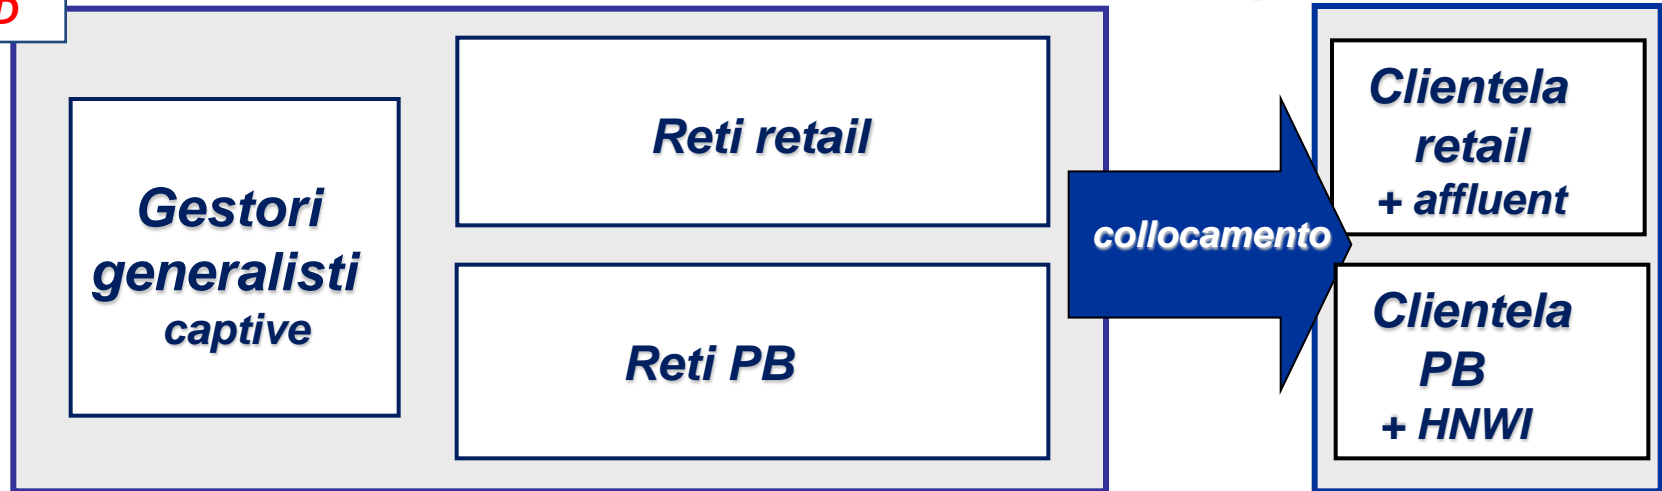 D
Gestori
generalisti
captive
Reti retail
Reti PB
collocamento
Clientela
retail
+ affluent
Clientela
PB
+ HNWI